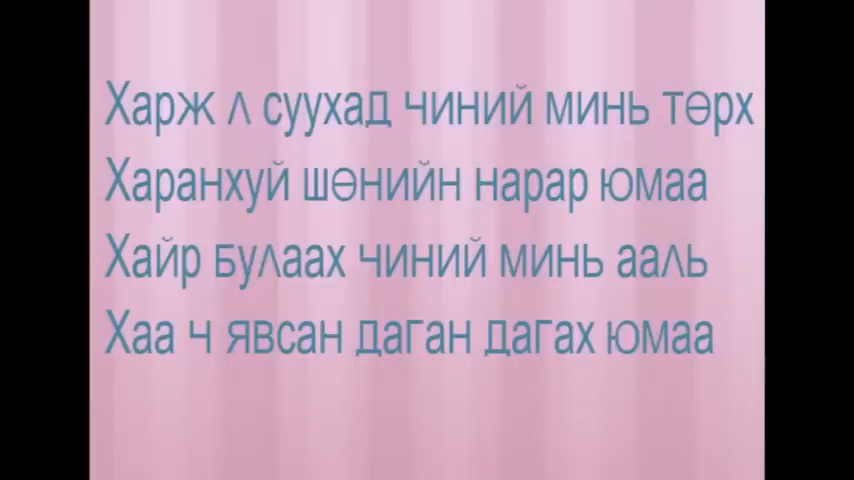 Харж л суухад чиний минь төрх
Харанхуй шөнийн нарар юмаа
Хайр булаах чиний минь ааль
Хаа ч явсан даган дагах юмаа